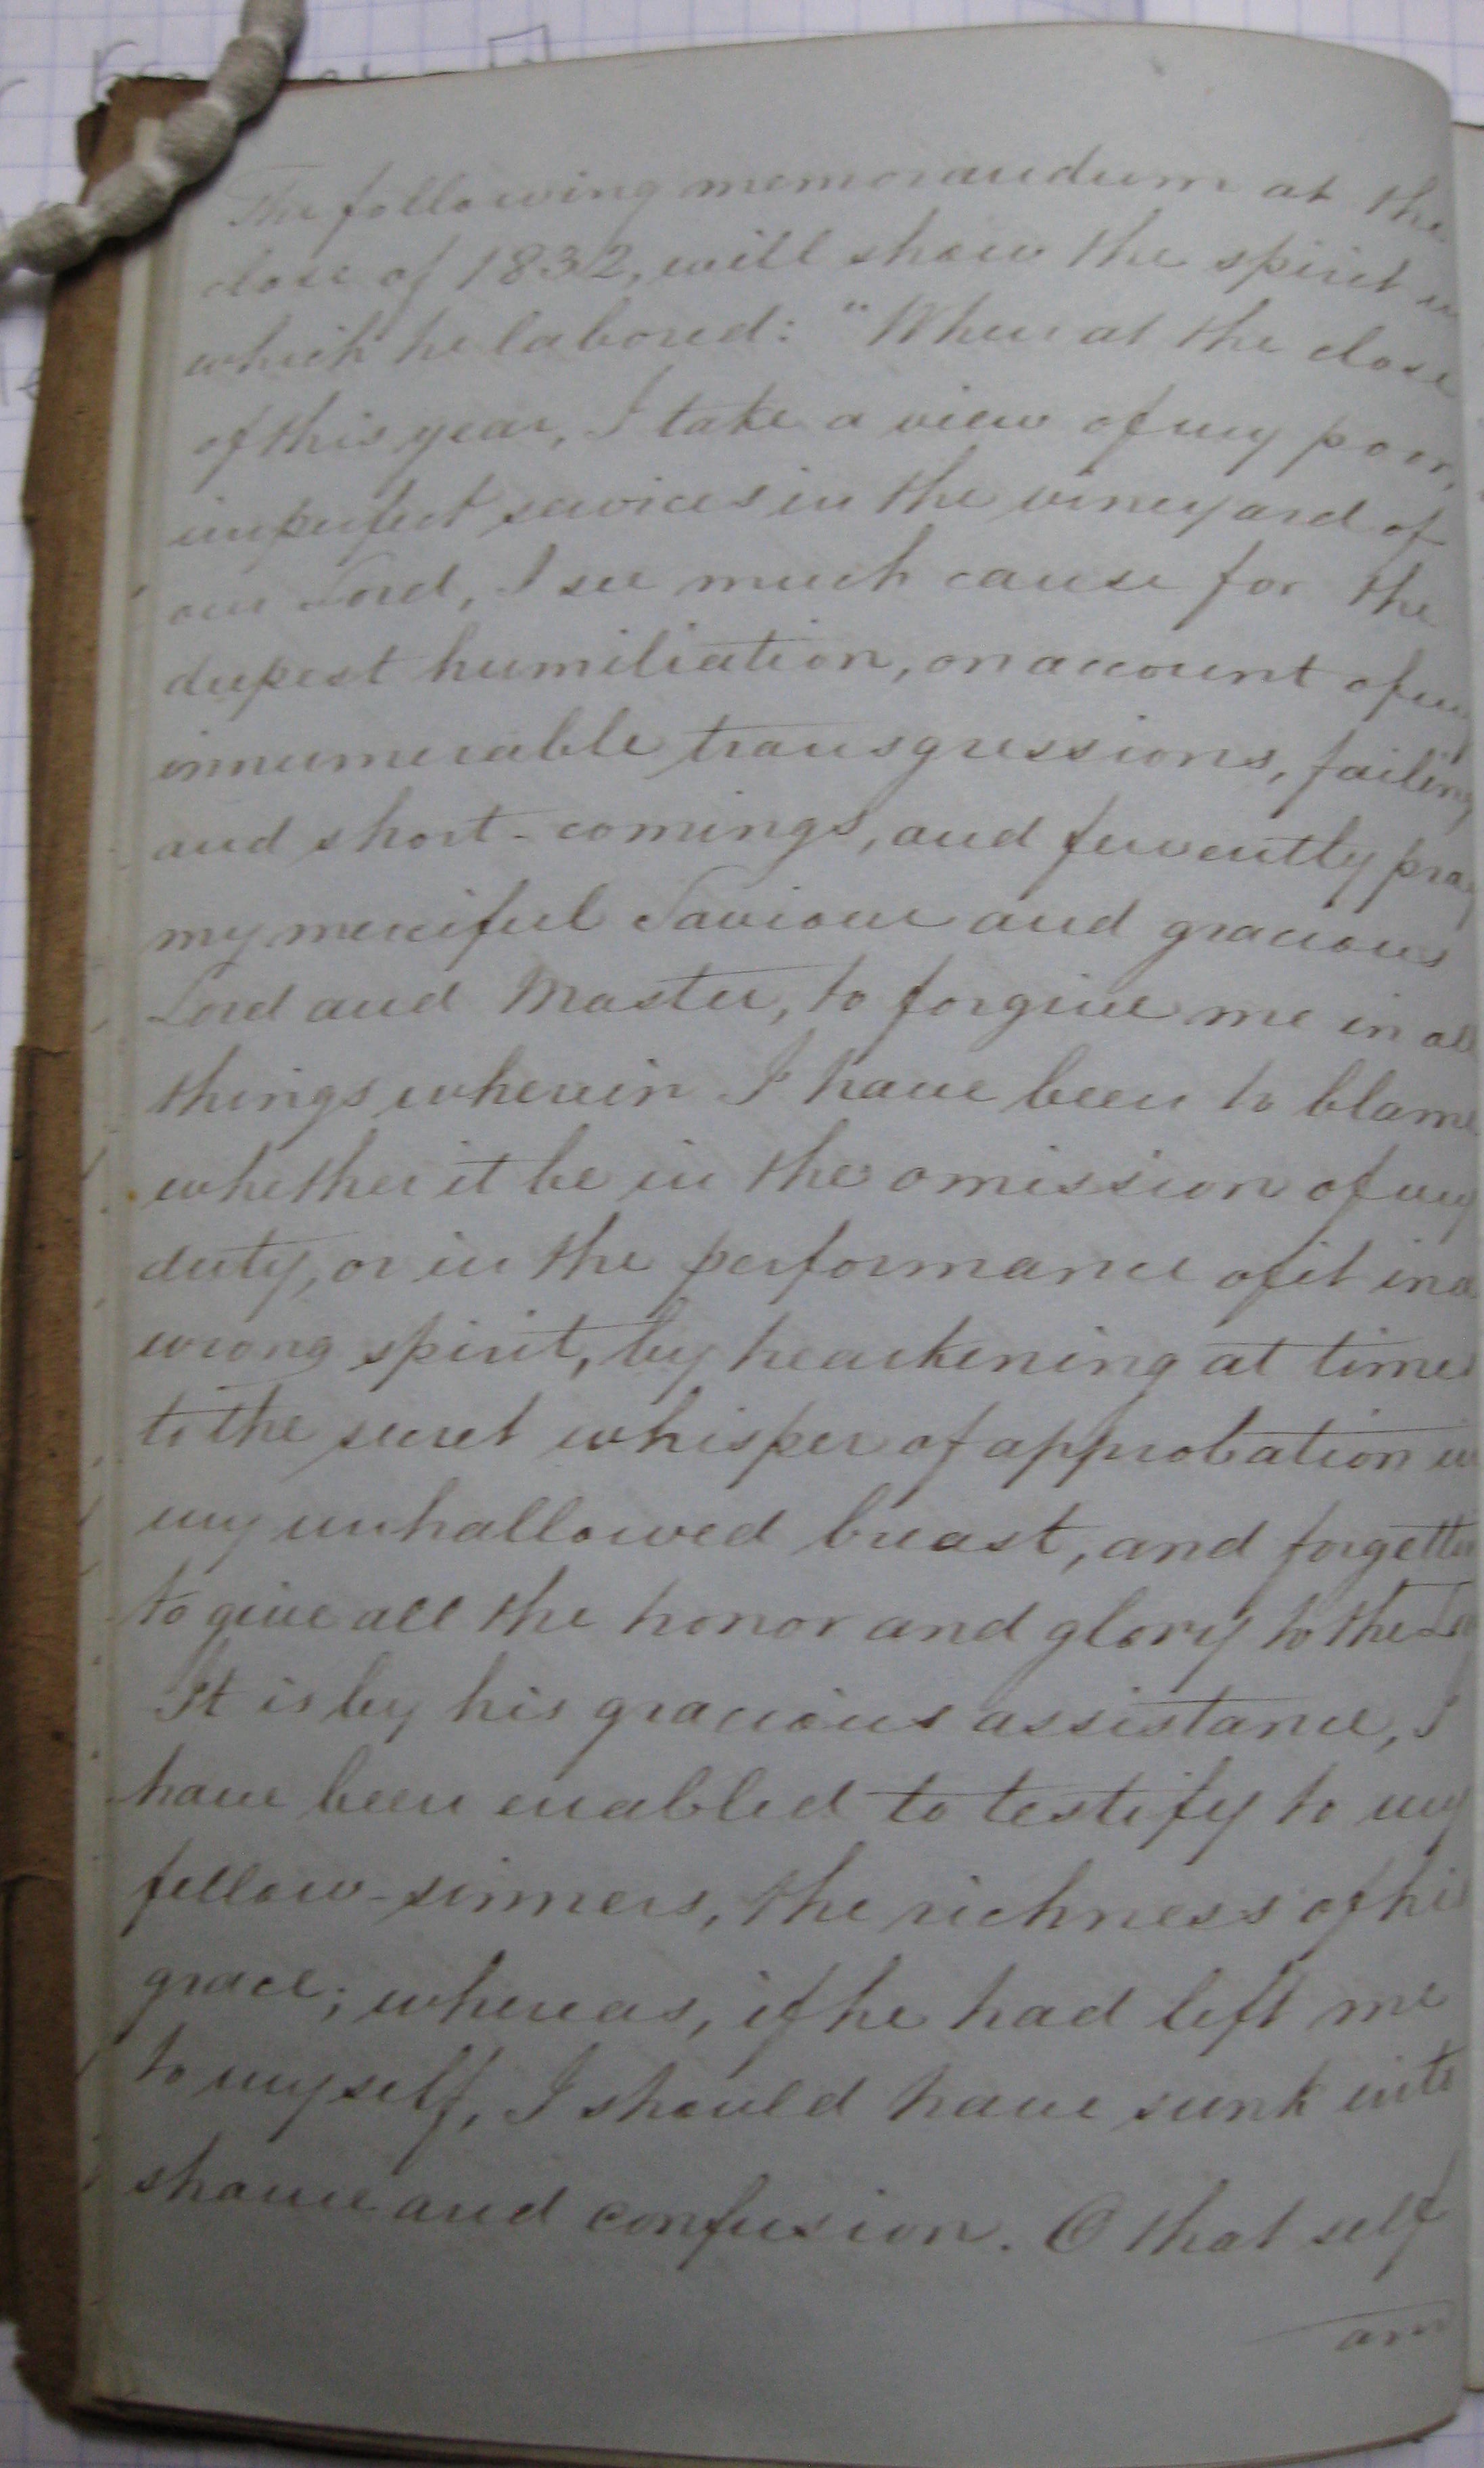 The following memorandum at the
close of 1832, will show the spirit in
which he labored: "When at the close
of this year, I take a view of my poor,
imperfect services in the vineyard of
our Lord, I see much cause for the
deepest humiliation, on account of my
innumerable transgressions, failing
and short-comings, and fervently pray
my merciful Saviour and gracious
Lord and Master, to forgive me in all
things wherein I have been to blame
whether it be in the omission of my
duty, or in the performance of it in a
wrong spirit, by hearkening at times
to the secret whisper of approbation in
my unhallowed breast, and forgetting
to give all the honor and glory to the
It is by his gracious assistance, I
have been enabled to testify to my
fellow-sinners, the richness of his
grace; whereas, if he had left me
to myself, I should have sunk into
shame and confusion. O that self
am